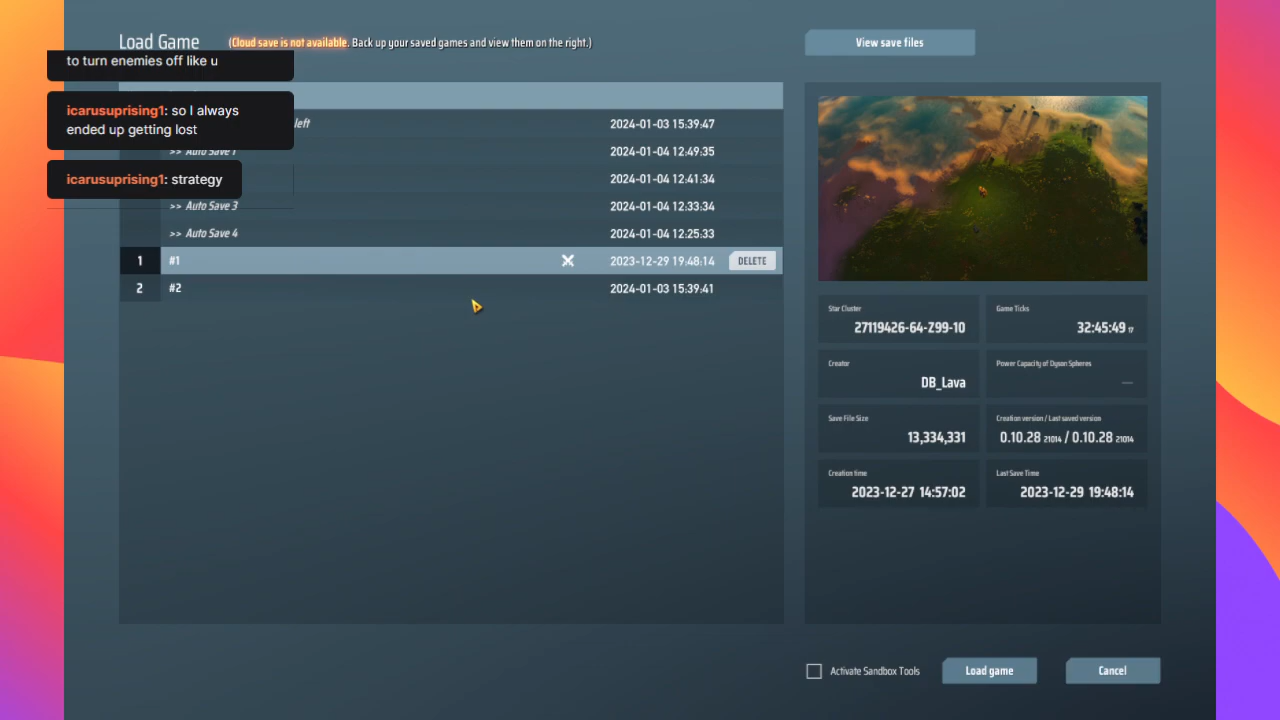 Load Game (Cloud save is not available. Back up your saved games and view them on the right.)
View save files
to turn enemies off like u
icarusuprising1: so I always
ended up getting lost
icarusuprising1: strategy
left 2024-01-03 15:39:47
>> Auto Save 1 2024-01-04 12:49:35
2024-01-04 12:41:34
>> Auto Save 3 2024-01-04 12:33:34
>> Auto Save 4 2024-01-04 12:25:33
1 #1 2023-12-29 19:48:14 DELETE
2 #2 2024-01-03 15:39:41
Star Cluster
27119426-64-Z99-10
Game Ticks
32:45:49 17
Creator
DB_Lava
Power Capacity of Dyson Spheres
—
Save File Size
13,334,331
Creation version / Last saved version
0.10.28 21014 / 0.10.28 21014
Creation time
2023-12-27 14:57:02
Last Save Time
2023-12-29 19:48:14
Activate Sandbox Tools
Load game
Cancel